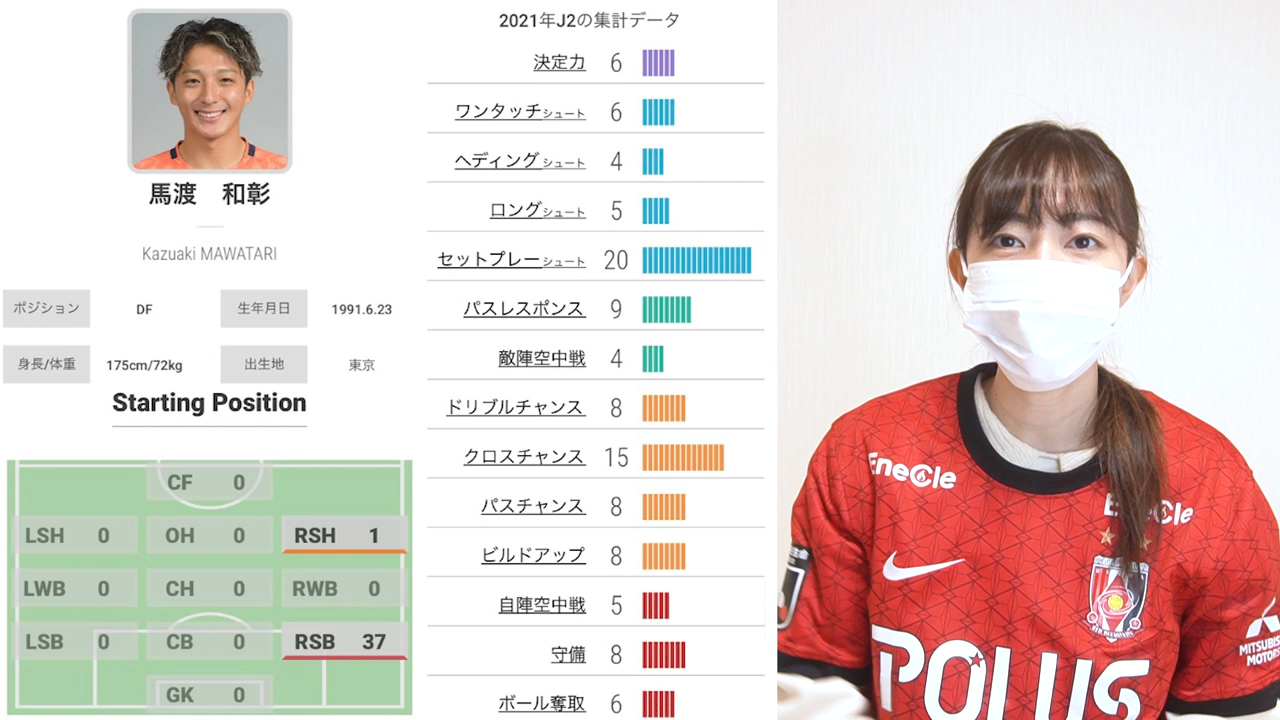 馬渡 和彰
Kazuaki MAWATARI
ポジション DF 生年月日 1991.6.23
身長/体重 175cm/72kg 出生地 東京
Starting Position
CF 0
LSH 0 OH 0 RSH 1
LWB 0 CH 0 RWB 0
LSB 0 CB 0 RSB 37
GK 0
2021年J2の集計データ
決定力 6
ワンタッチシュート 6
ヘディングシュート 4
ロングシュート 5
セットプレーシュート 20
パスレスポンス 9
敵陣空中戦 4
ドリブルチャンス 8
クロスチャンス 15
パスチャンス 8
ビルドアップ 8
自陣空中戦 5
守備 8
ボール奪取 6
EneCle
POLUS
RED DIAMONDS
MITSUBISHI
MOTORS